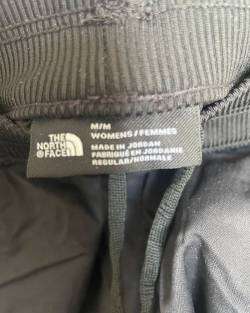 THE
NORTH
FACE
M/M
WOMENS/FEMMES
MADE IN JORDAN
FABRIQUÉ EN JORDANIE
REGULAR/NORMALE